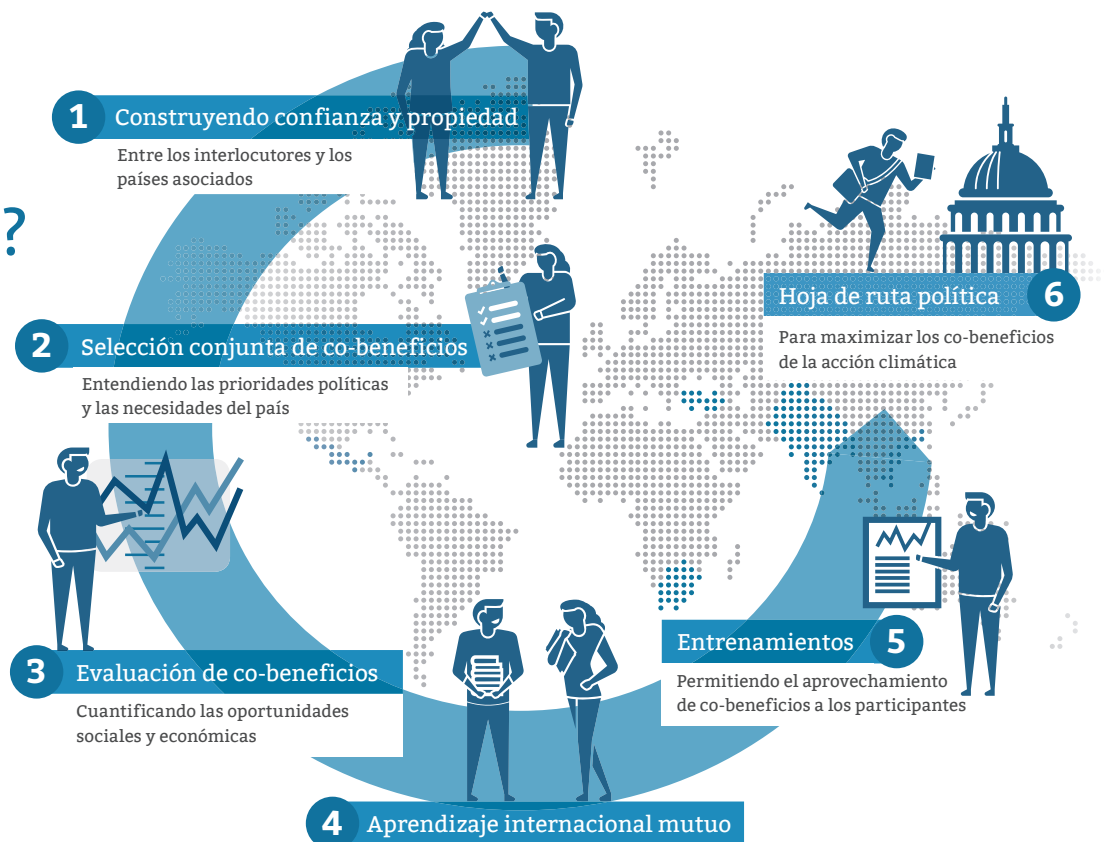 ?
1 Construyendo confianza y propiedad
Entre los interlocutores y los
países asociados
2 Selección conjunta de co-beneficios
Entendiendo las prioridades políticas
y las necesidades del país
3 Evaluación de co-beneficios
Cuantificando las oportunidades
sociales y económicas
4 Aprendizaje internacional mutuo
Entrenamientos 5
Permitiendo el aprovechamiento
de co-beneficios a los participantes
Hoja de ruta política 6
Para maximizar los co-beneficios
de la acción climática